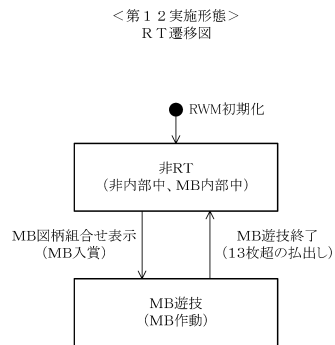 ＜第１２実施形態＞
ＲＴ遷移図
RWM初期化
非RT
（非内部中、MB内部中）
MB図柄組合せ表示
（MB入賞）
MB遊技終了
（13枚超の払出し）
MB遊技
（MB作動）